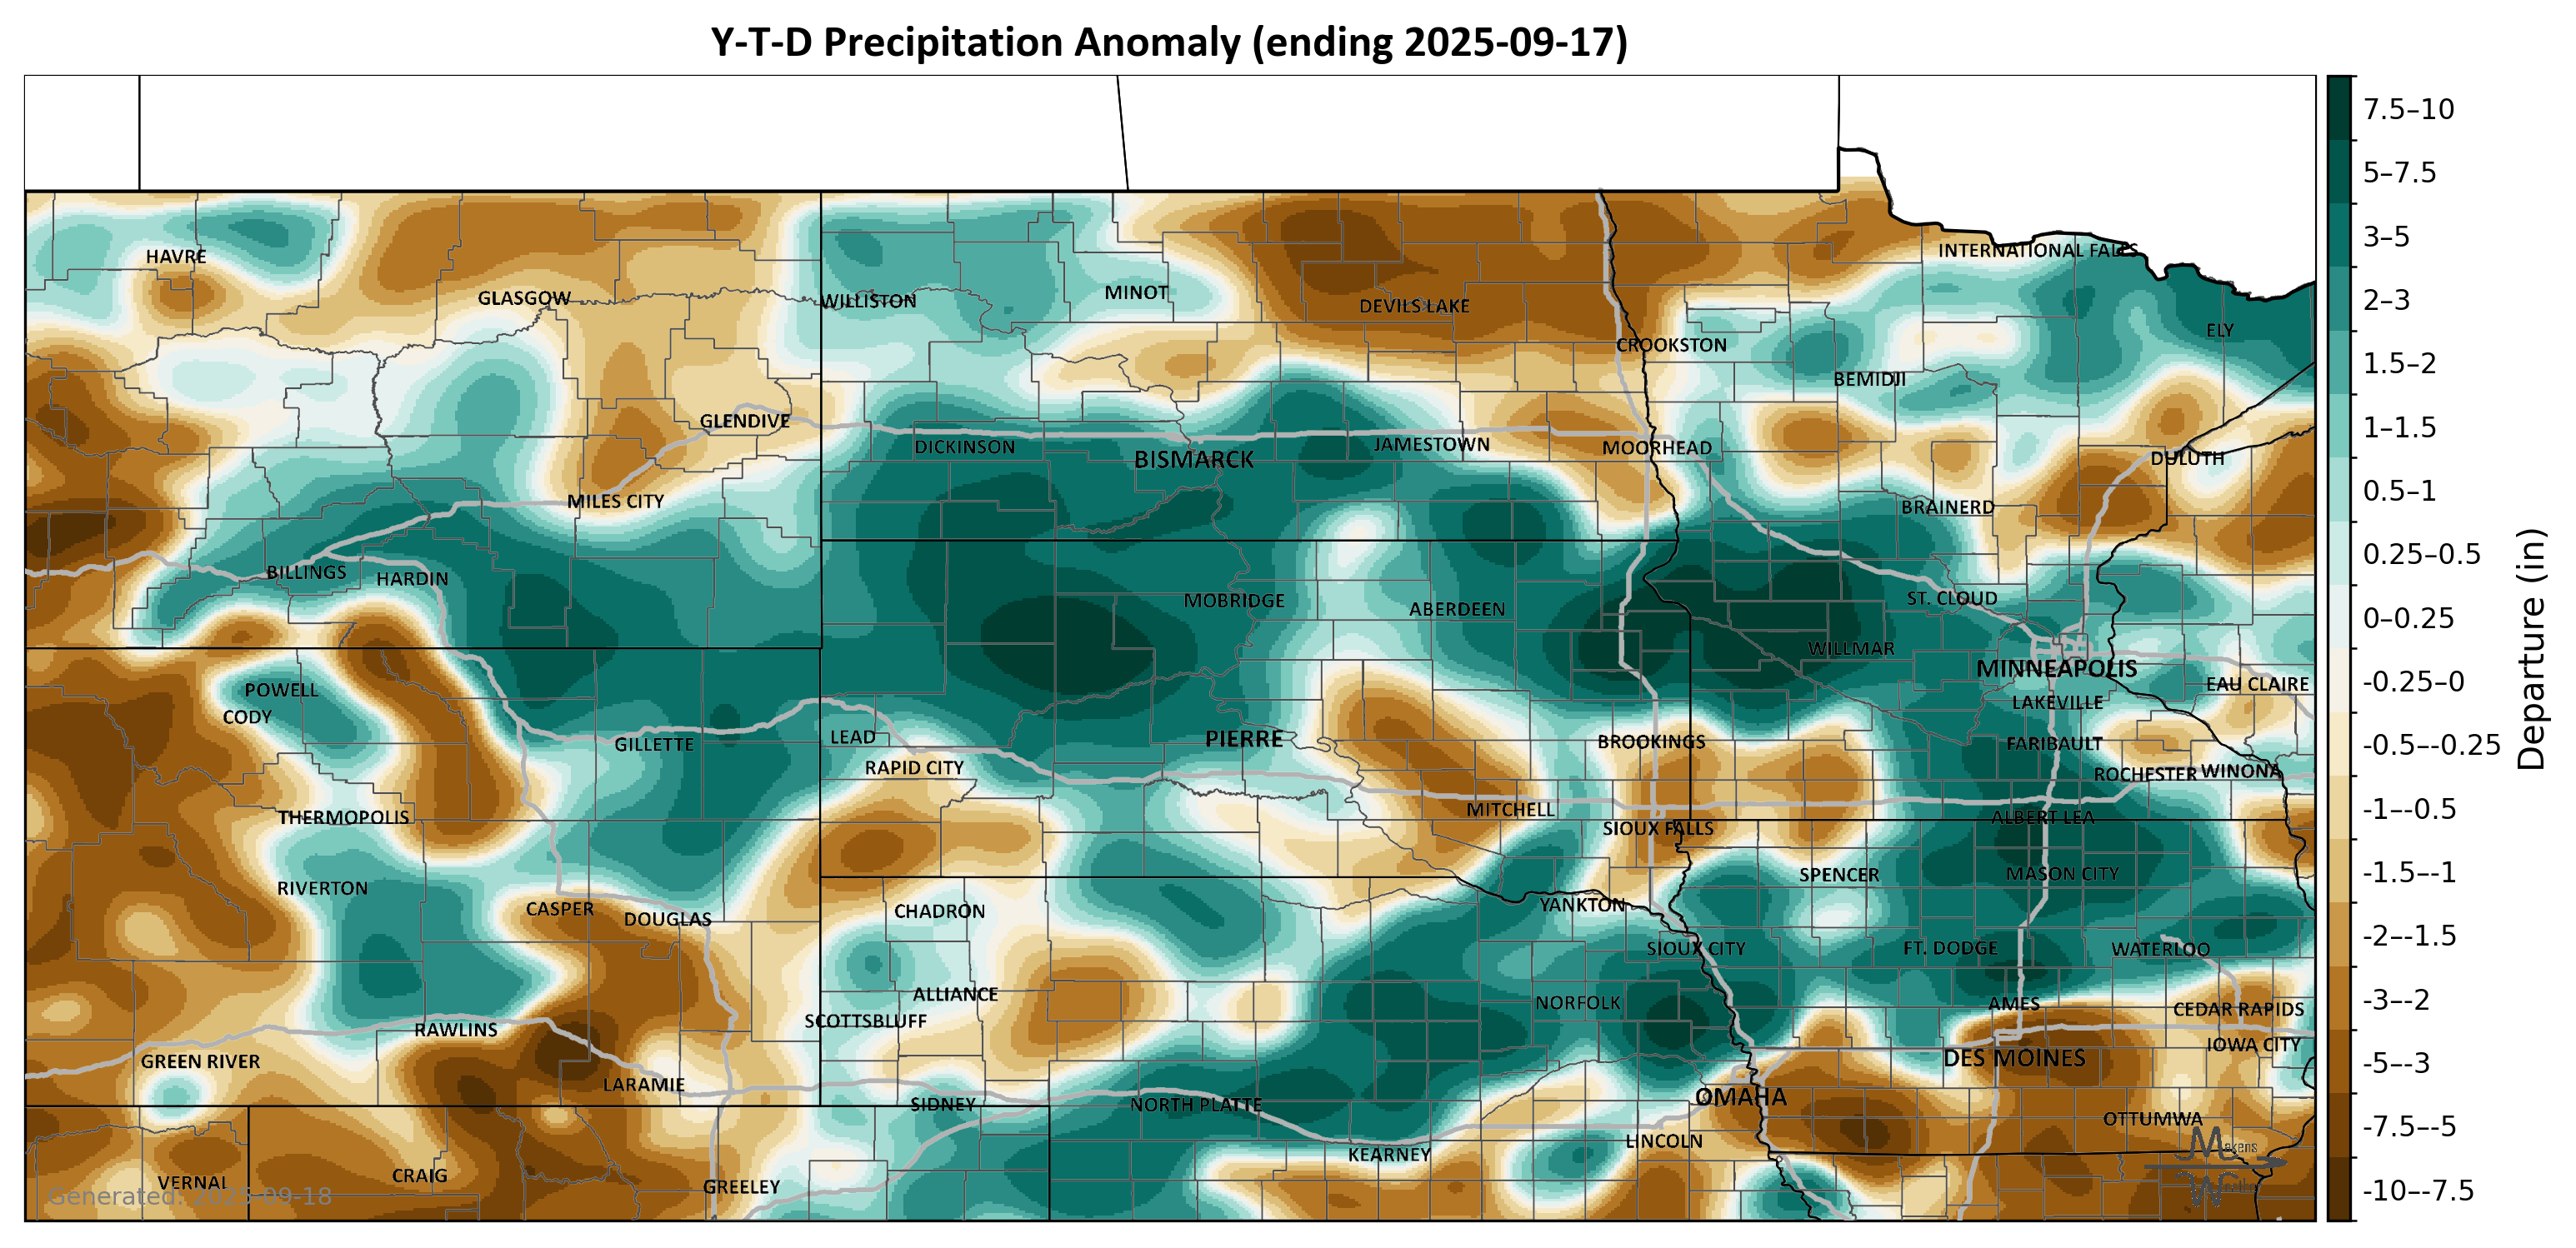 Y-T-D Precipitation Anomaly (ending 2025-09-17)
7.5–10
5–7.5
3–5
2–3
1.5–2
1–1.5
0.5–1
0.25–0.5
0–0.25
-0.25–0
-0.5–-0.25
-1–-0.5
-1.5–-1
-2–-1.5
-3–-2
-5–-3
-7.5–-5
-10–-7.5
Departure (in)
INTERNATIONAL FALLS
HAVRE
MINOT
GLASGOW
WILLISTON
DEVILS LAKE
ELY
CROOKSTON
BEMIDJI
GLENDIVE
DICKINSON
JAMESTOWN
MOORHEAD
BISMARCK
DULUTH
MILES CITY
BRAINERD
BILLINGS
HARDIN
MOBRIDGE
ABERDEEN
ST. CLOUD
WILLMAR
MINNEAPOLIS
POWELL
EAU CLAIRE
CODY
LAKEVILLE
GILLETTE
LEAD
PIERRE
BROOKINGS
FARIBAULT
RAPID CITY
ROCHESTER
WINONA
THERMOPOLIS
MITCHELL
ALBERT LEA
SIOUX FALLS
RIVERTON
SPENCER
MASON CITY
CASPER
DOUGLAS
CHADRON
YANKTON
SIOUX CITY
FT. DODGE
WATERLOO
ALLIANCE
NORFOLK
AMES
CEDAR RAPIDS
SCOTTSBLUFF
RAWLINS
IOWA CITY
GREEN RIVER
DES MOINES
LARAMIE
OMAHA
SIDNEY
NORTH PLATTE
OTTUMWA
LINCOLN
KEARNEY
VERNAL
CRAIG
GREELEY
Makens
Weather
Generated: 2025-09-18